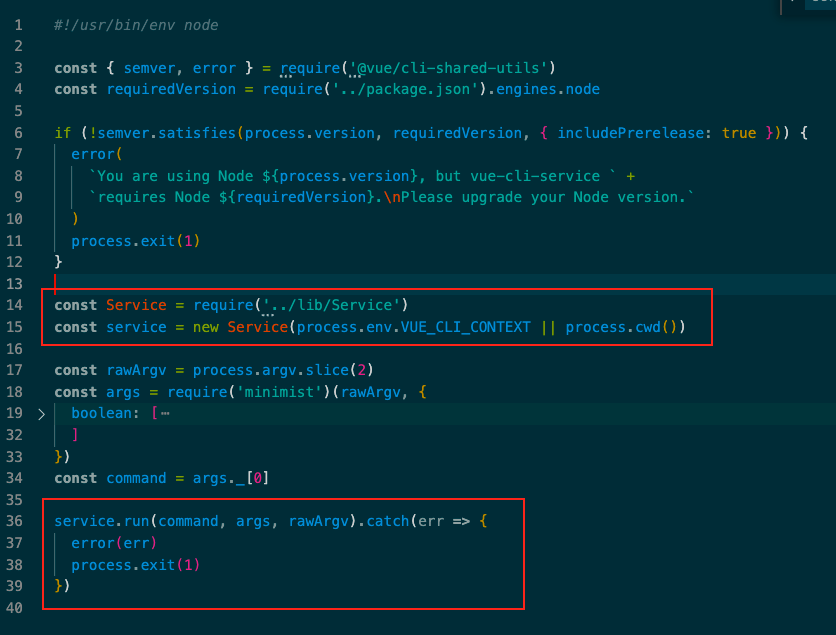 1 #!/usr/bin/env node
2
3 const { semver, error } = require('@vue/cli-shared-utils')
4 const requiredVersion = require('../package.json').engines.node
5
6 if (!semver.satisfies(process.version, requiredVersion, { includePrerelease: true })) {
7 error(
8 `You are using Node ${process.version}, but vue-cli-service ` +
9 `requires Node ${requiredVersion}.\nPlease upgrade your Node version.`
10 )
11 process.exit(1)
12 }
13
14 const Service = require('../lib/Service')
15 const service = new Service(process.env.VUE_CLI_CONTEXT || process.cwd())
16
17 const rawArgv = process.argv.slice(2)
18 const args = require('minimist')(rawArgv, {
19 boolean: [⋯
32 ]
33 })
34 const command = args._[0]
35
36 service.run(command, args, rawArgv).catch(err => {
37 error(err)
38 process.exit(1)
39 })
40